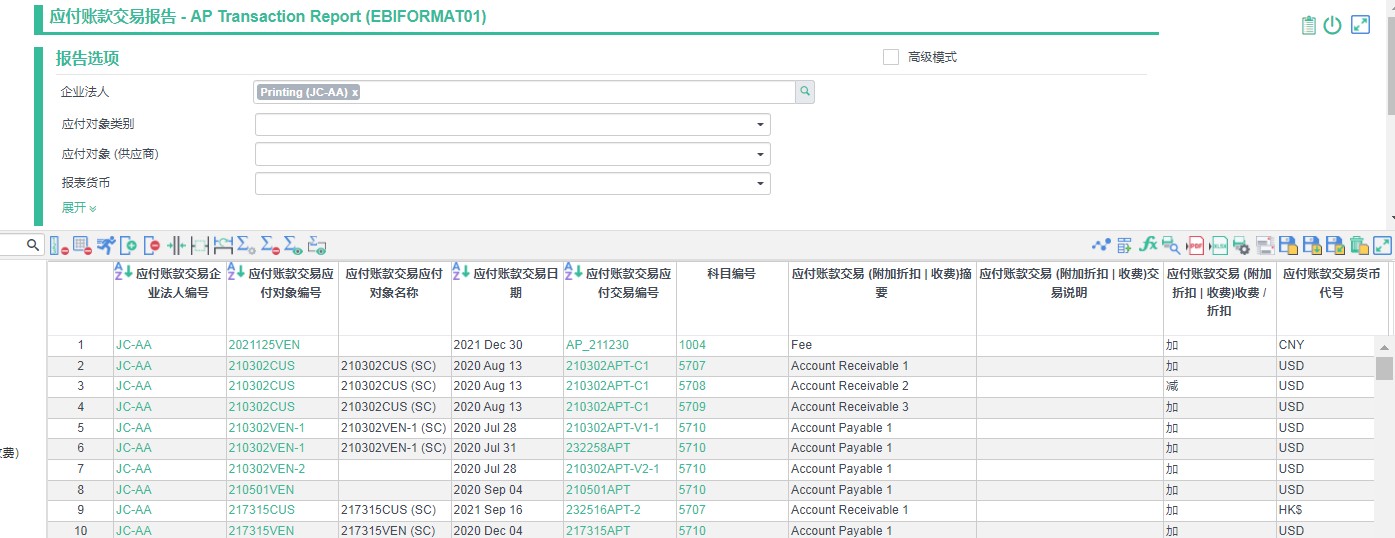 应付账款交易报告 - AP Transaction Report (EBIFORMAT01)
报告选项
高级模式
企业法人
Printing (JC-AA) x
应付对象类别
应付对象 (供应商)
报表货币
展开
应付账款交易企业法人编号 应付账款交易应付对象编号 应付账款交易应付对象名称 应付账款交易日期 应付账款交易应付交易编号 科目编号 应付账款交易 (附加折扣 | 收费)摘要 应付账款交易 (附加折扣 | 收费)交易说明 应付账款交易 (附加折扣 | 收费)收费 / 折扣 应付账款交易货币代号
1 JC-AA 2021125VEN 2021 Dec 30 AP_211230 1004 Fee 加 CNY
2 JC-AA 210302CUS 210302CUS (SC) 2020 Aug 13 210302APT-C1 5707 Account Receivable 1 加 USD
3 JC-AA 210302CUS 210302CUS (SC) 2020 Aug 13 210302APT-C1 5708 Account Receivable 2 减 USD
4 JC-AA 210302CUS 210302CUS (SC) 2020 Aug 13 210302APT-C1 5709 Account Receivable 3 加 USD
5 JC-AA 210302VEN-1 210302VEN-1 (SC) 2020 Jul 28 210302APT-V1-1 5710 Account Payable 1 加 USD
6 JC-AA 210302VEN-1 210302VEN-1 (SC) 2020 Jul 31 232258APT 5710 Account Payable 1 加 USD
费)
7 JC-AA 210302VEN-2 2020 Jul 28 210302APT-V2-1 5710 Account Payable 1 加 USD
8 JC-AA 210501VEN 2020 Sep 04 210501APT 5710 Account Payable 1 加 USD
9 JC-AA 217315CUS 217315CUS (SC) 2021 Sep 16 232516APT-2 5707 Account Receivable 1 加 HK$
10 JC-AA 217315VEN 217315VEN (SC) 2020 Dec 04 217315APT 5710 Account Payable 1 加 USD